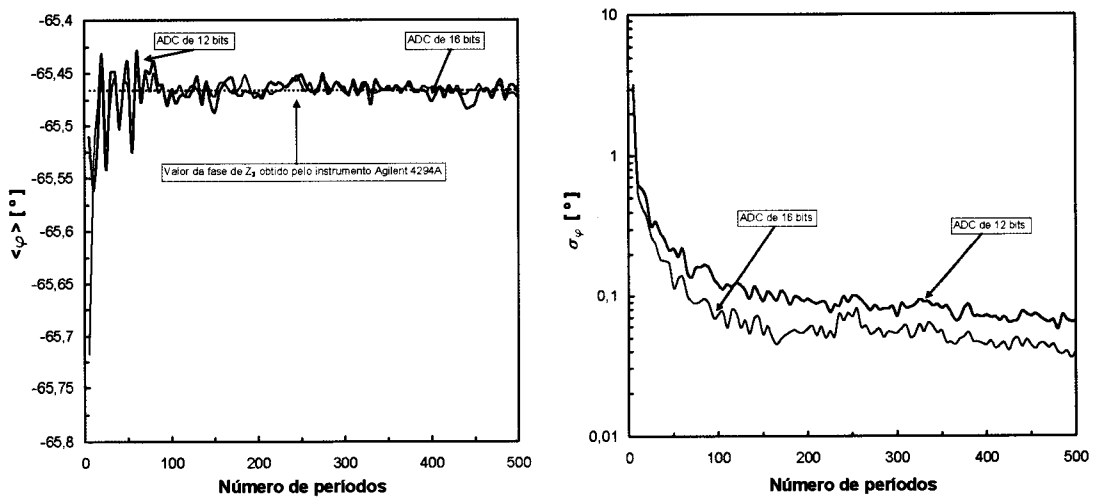 -65,4
-65,45
-65,5
-65,55
-65,6
-65,65
-65,7
-65,75
-65,8
<φ> [ º ]
ADC de 12 bits
ADC de 16 bits
Valor da fase de Z₃ obtido pelo instrumento Agilent 4294A
0 100 200 300 400 500
Número de períodos
10
1
0,1
0,01
σφ [ º ]
ADC de 16 bits
ADC de 12 bits
0 100 200 300 400 500
Número de períodos